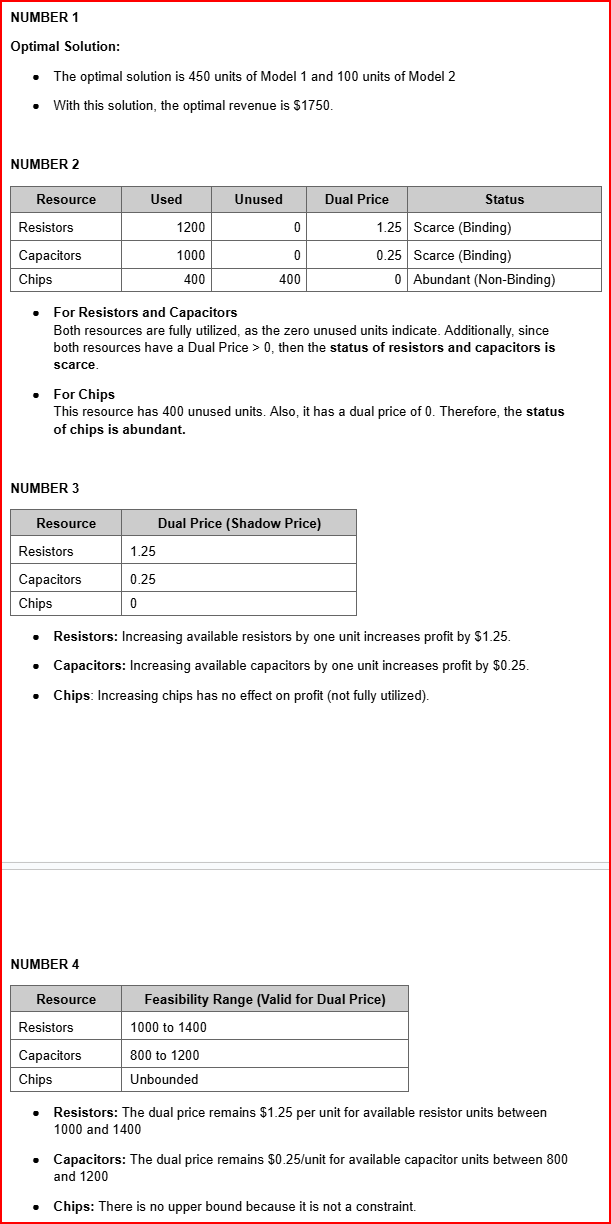 NUMBER 1
Optimal Solution:
● The optimal solution is 450 units of Model 1 and 100 units of Model 2
● With this solution, the optimal revenue is $1750.
NUMBER 2
Resource Used Unused Dual Price Status
Resistors 1200 0 1.25 Scarce (Binding)
Capacitors 1000 0 0.25 Scarce (Binding)
Chips 400 400 0 Abundant (Non-Binding)
● For Resistors and Capacitors
Both resources are fully utilized, as the zero unused units indicate. Additionally, since
both resources have a Dual Price > 0, then the status of resistors and capacitors is
scarce.
● For Chips
This resource has 400 unused units. Also, it has a dual price of 0. Therefore, the status
of chips is abundant.
NUMBER 3
Resource Dual Price (Shadow Price)
Resistors 1.25
Capacitors 0.25
Chips 0
● Resistors: Increasing available resistors by one unit increases profit by $1.25.
● Capacitors: Increasing available capacitors by one unit increases profit by $0.25.
● Chips: Increasing chips has no effect on profit (not fully utilized).
NUMBER 4
Resource Feasibility Range (Valid for Dual Price)
Resistors 1000 to 1400
Capacitors 800 to 1200
Chips Unbounded
● Resistors: The dual price remains $1.25 per unit for available resistor units between
1000 and 1400
● Capacitors: The dual price remains $0.25/unit for available capacitor units between 800
and 1200
● Chips: There is no upper bound because it is not a constraint.